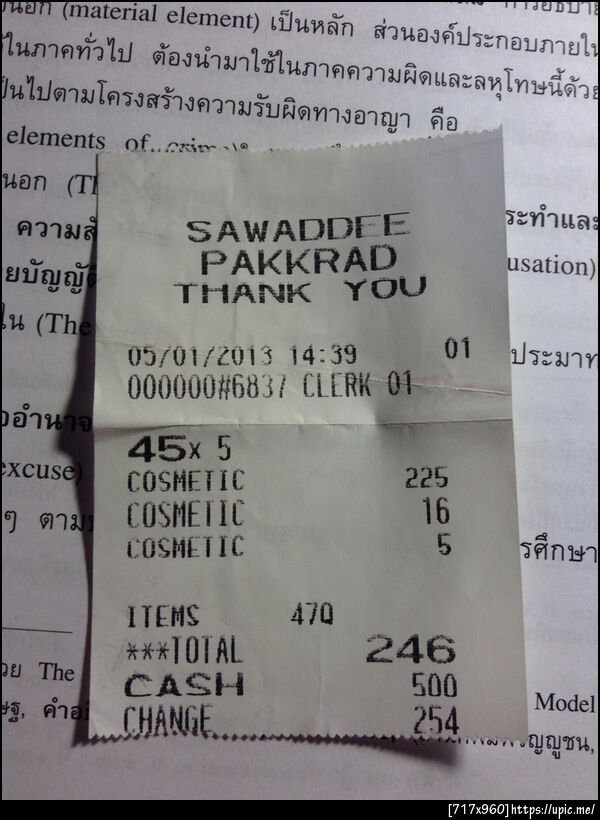 นอก (material element) เป็นหลัก ส่วนองค์ประกอบภายใน
ในภาคทั่วไป ต้องนำมาใช้ในภาคความผิดและลหุโทษนี้ด้วย
ป็นไปตามโครงสร้างความรับผิดทางอาญา คือ
elements of crime)
นอก (Th
ระทำและ
ความสั
usation)
ยบัญญัติ
ใน (The
ประมาท
SAWADDEE
PAKKRAD
THANK YOU
05/01/2013 14:39 01
000000#6837 CLERK 01
45x 5
COSMETIC 225
COSMETIC 16
COSMETIC 5
ITEMS 47Q
***TOTAL 246
CASH 500
CHANGE 254
ออำนาจ
excuse)
ๆ ตาม
รศึกษา
วย The
Model
[717x960]https://upic.me/